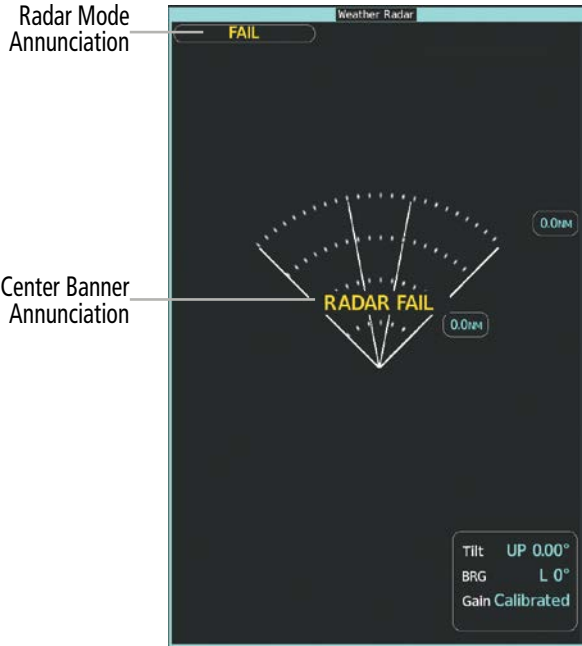 Radar Mode
Annunciation
Weather Radar
FAIL
0.0NM
Center Banner
Annunciation
RADAR FAIL
0.0NM
Tilt UP 0.00°
BRG L 0°
Gain Calibrated